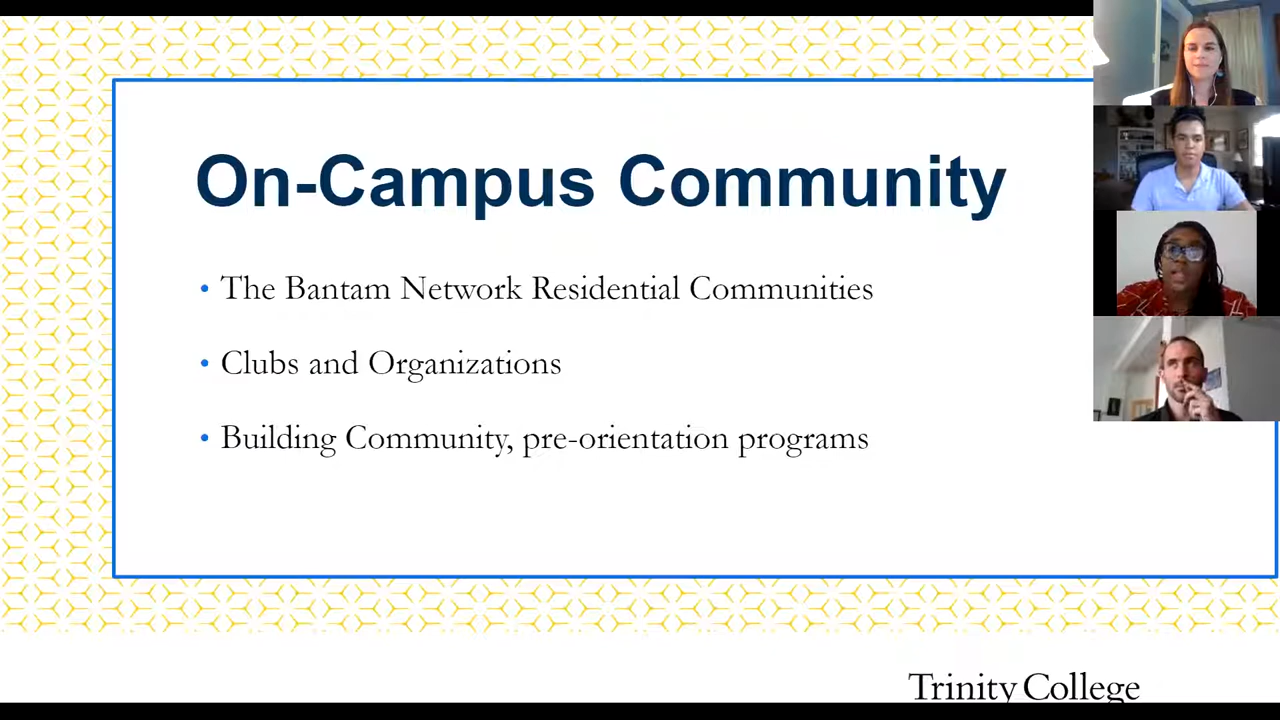 On-Campus Community
• The Bantam Network Residential Communities
• Clubs and Organizations
• Building Community, pre-orientation programs
Trinity College